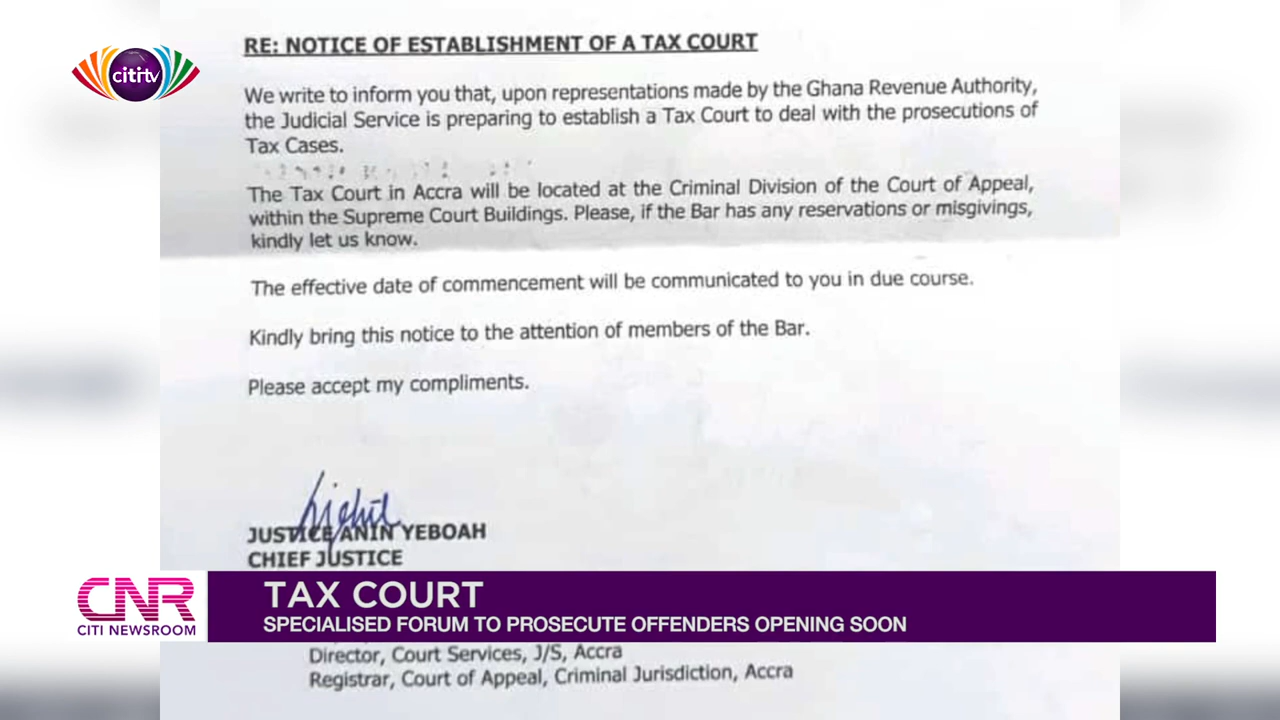 RE: NOTICE OF ESTABLISHMENT OF A TAX COURT
citi tv
We write to inform you that, upon representations made by the Ghana Revenue Authority,
the Judicial Service is preparing to establish a Tax Court to deal with the prosecutions of
Tax Cases.
The Tax Court in Accra will be located at the Criminal Division of the Court of Appeal,
within the Supreme Court Buildings. Please, if the Bar has any reservations or misgivings,
kindly let us know.
The effective date of commencement will be communicated to you in due course.
Kindly bring this notice to the attention of members of the Bar.
Please accept my compliments.
JUSTICE ANIN YEBOAH
CHIEF JUSTICE
CNR
CITI NEWSROOM
TAX COURT
SPECIALISED FORUM TO PROSECUTE OFFENDERS OPENING SOON
Director, Court Services, J/S, Accra
Registrar, Court of Appeal, Criminal Jurisdiction, Accra